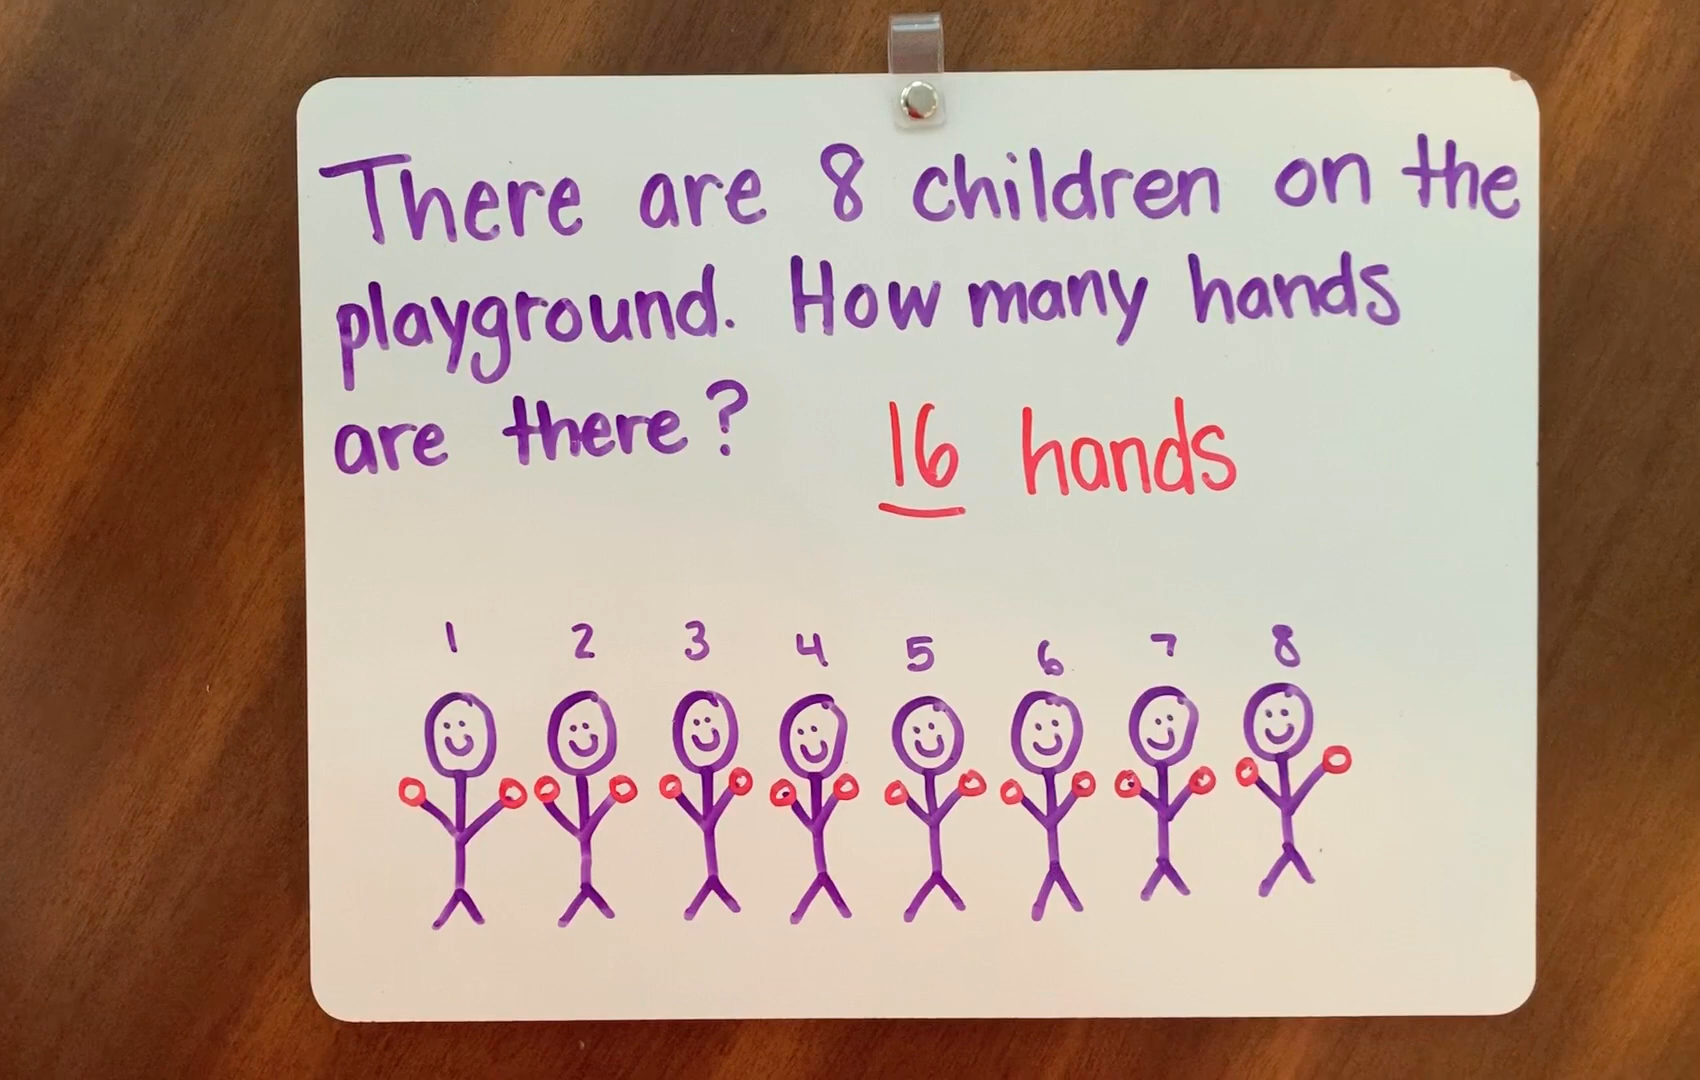 There are 8 children on the
playground. How many hands
are there? 16 hands
1 2 3 4 5 6 7 8